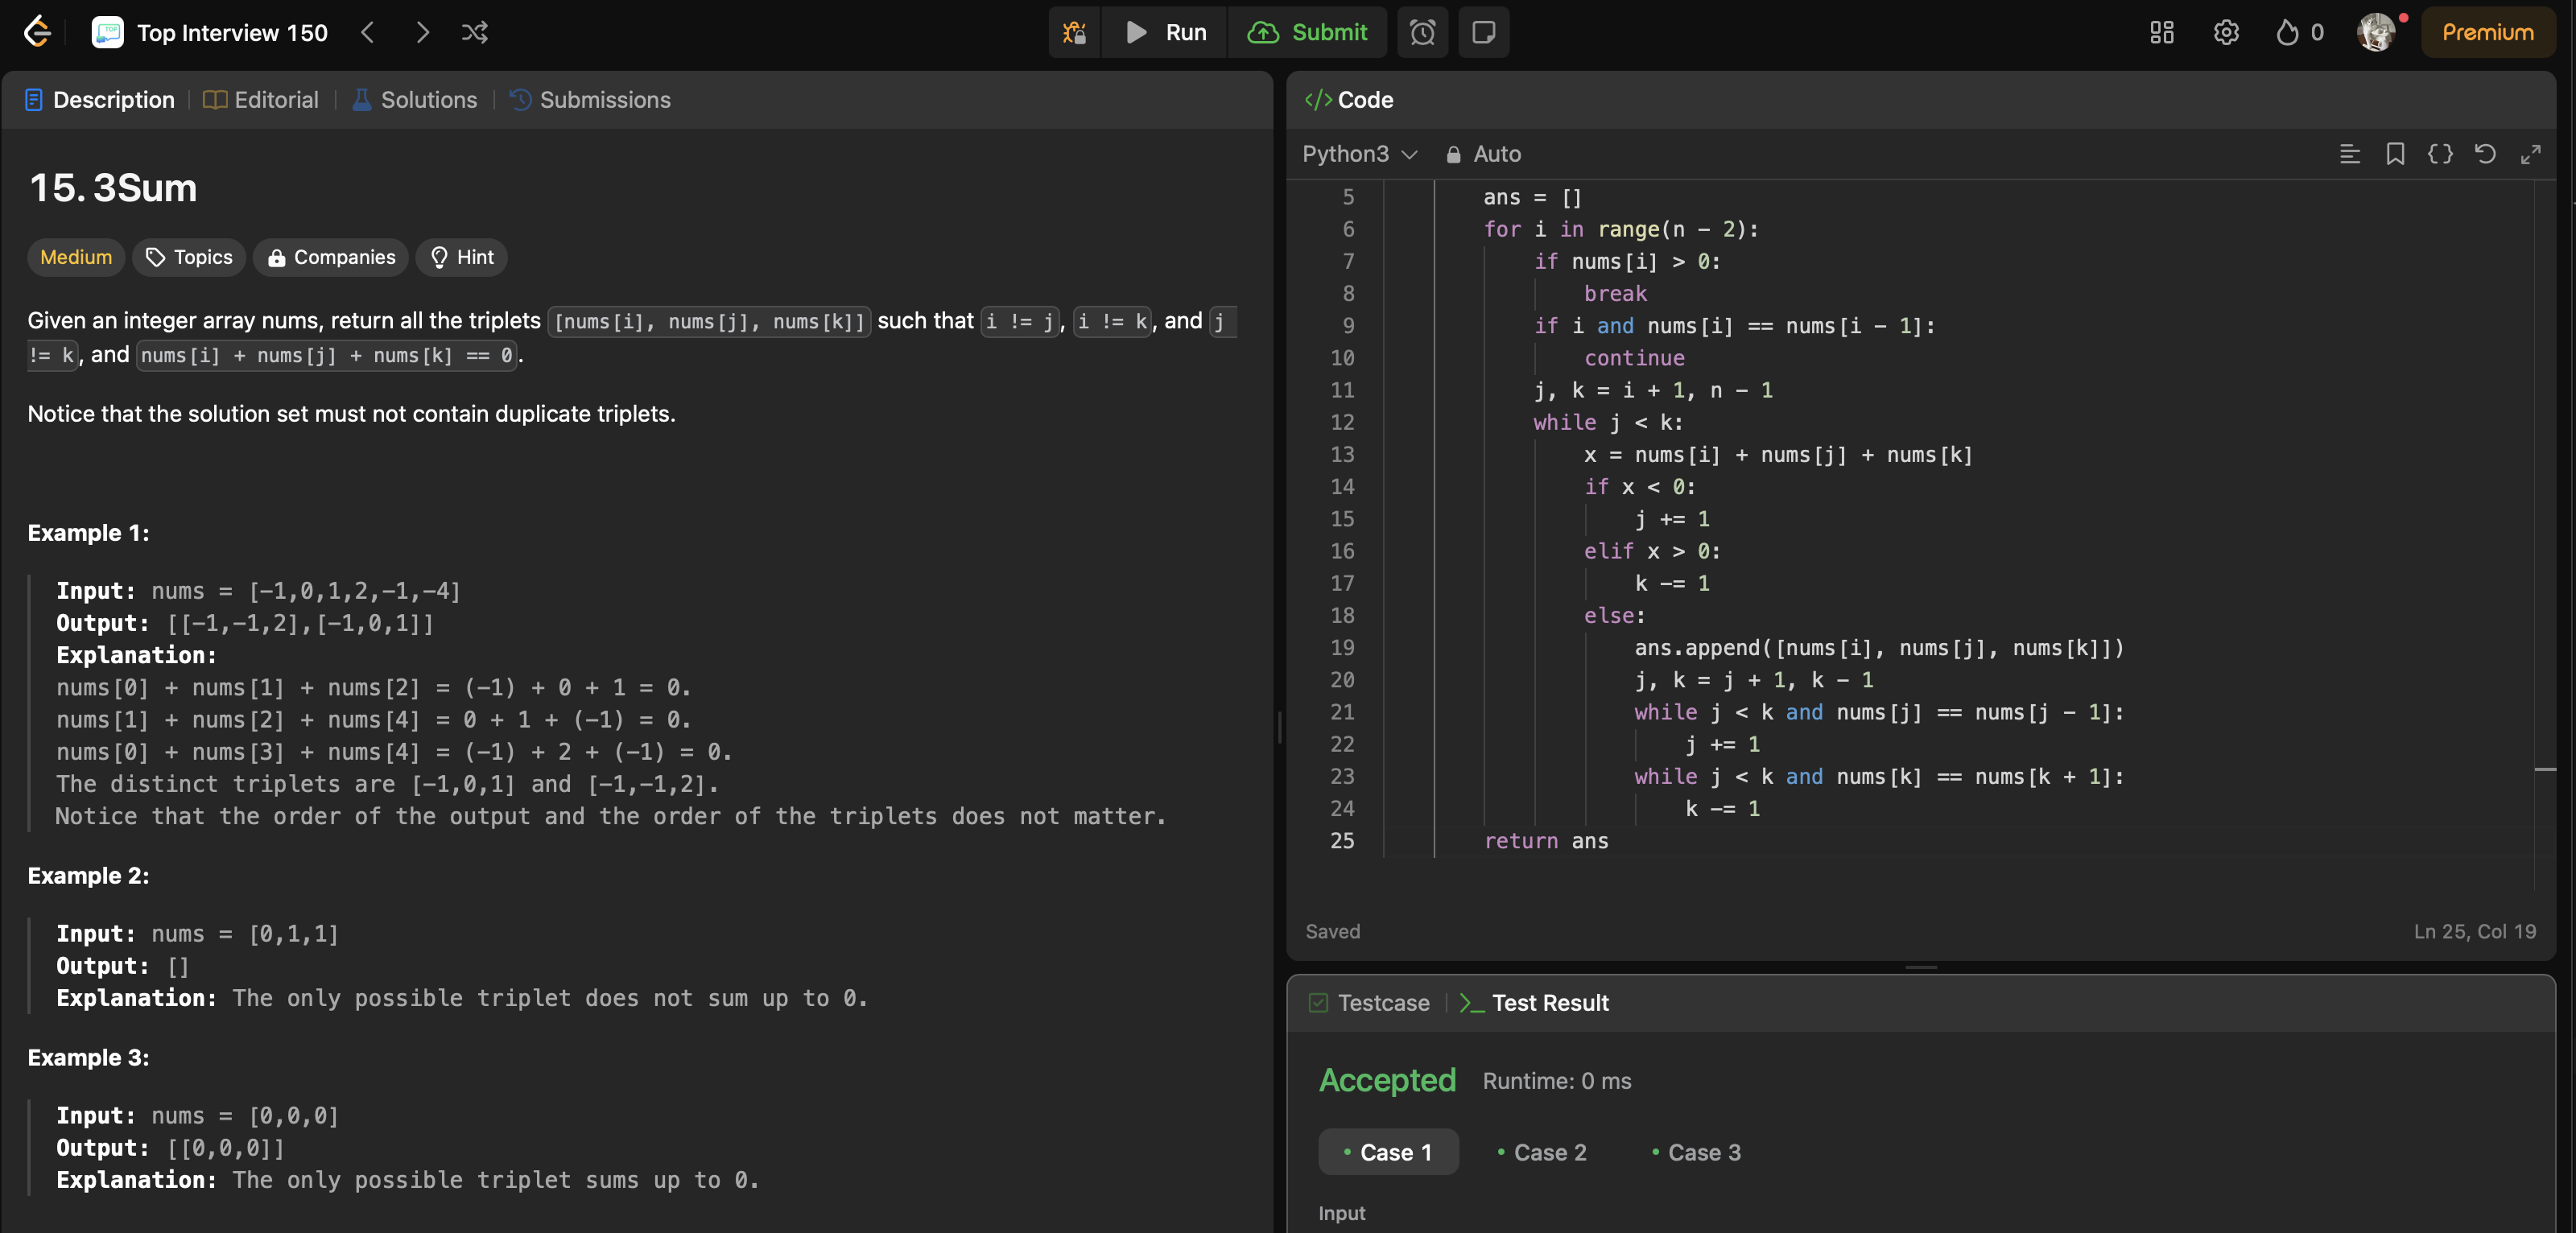 Top Interview 150
Run
Submit
0
Premium
Description
Editorial
Solutions
Submissions
15. 3Sum
Medium
Topics
Companies
Hint
Given an integer array nums, return all the triplets [nums[i], nums[j], nums[k]] such that i != j, i != k, and j
!= k, and nums[i] + nums[j] + nums[k] == 0.
Notice that the solution set must not contain duplicate triplets.
Example 1:
Input: nums = [-1,0,1,2,-1,-4]
Output: [[-1,-1,2],[-1,0,1]]
Explanation:
nums[0] + nums[1] + nums[2] = (-1) + 0 + 1 = 0.
nums[1] + nums[2] + nums[4] = 0 + 1 + (-1) = 0.
nums[0] + nums[3] + nums[4] = (-1) + 2 + (-1) = 0.
The distinct triplets are [-1,0,1] and [-1,-1,2].
Notice that the order of the output and the order of the triplets does not matter.
Example 2:
Input: nums = [0,1,1]
Output: []
Explanation: The only possible triplet does not sum up to 0.
Example 3:
Input: nums = [0,0,0]
Output: [[0,0,0]]
Explanation: The only possible triplet sums up to 0.
</> Code
Python3
Auto
5 ans = []
6 for i in range(n - 2):
7 if nums[i] > 0:
8 break
9 if i and nums[i] == nums[i - 1]:
10 continue
11 j, k = i + 1, n - 1
12 while j < k:
13 x = nums[i] + nums[j] + nums[k]
14 if x < 0:
15 j += 1
16 elif x > 0:
17 k -= 1
18 else:
19 ans.append([nums[i], nums[j], nums[k]])
20 j, k = j + 1, k - 1
21 while j < k and nums[j] == nums[j - 1]:
22 j += 1
23 while j < k and nums[k] == nums[k + 1]:
24 k -= 1
25 return ans
Saved
Ln 25, Col 19
Testcase
Test Result
Accepted
Runtime: 0 ms
Case 1
Case 2
Case 3
Input